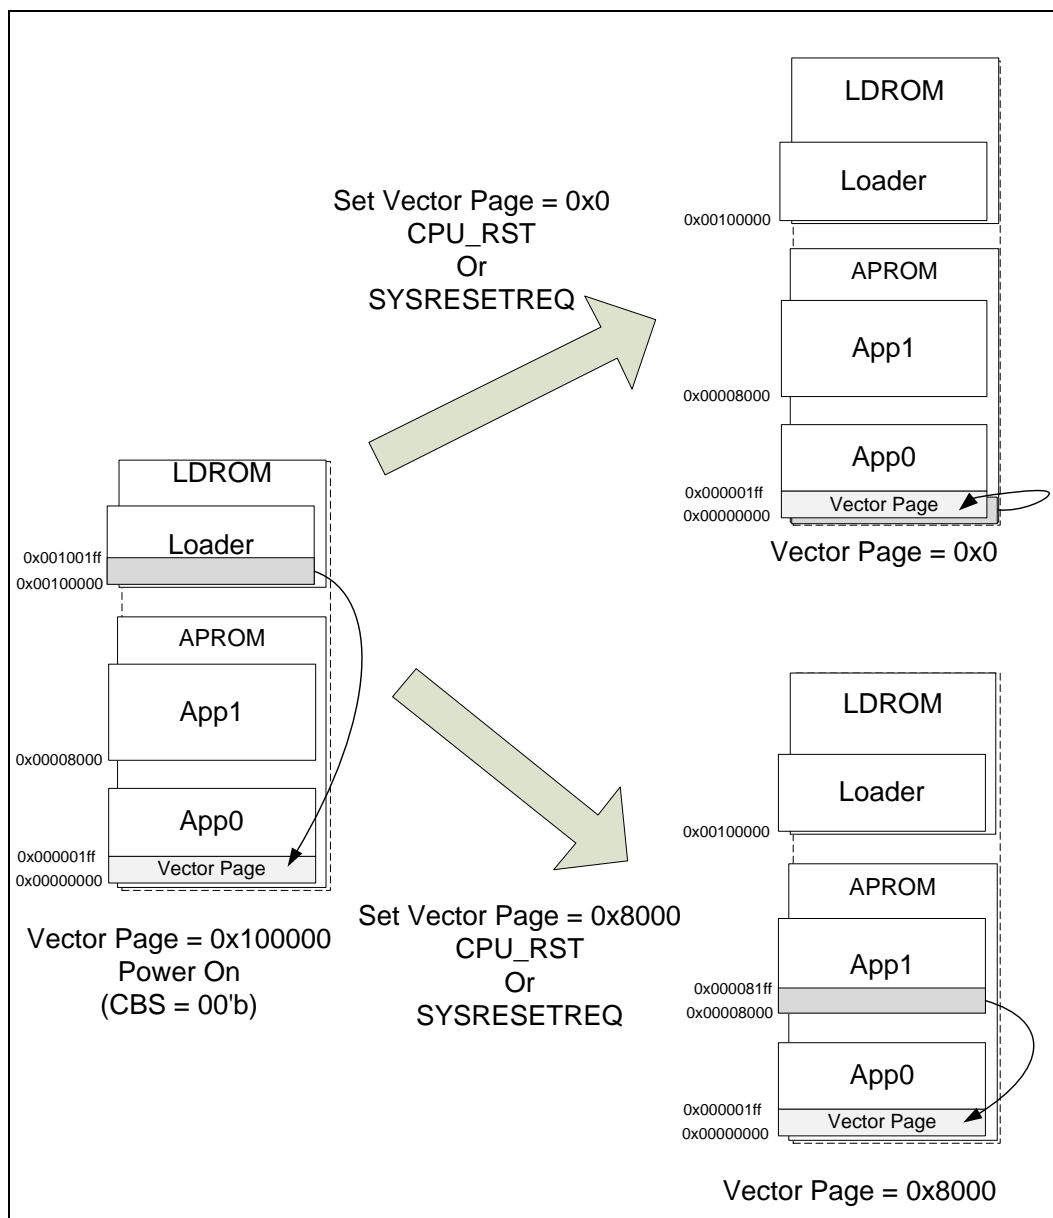 LDROM
Loader
0x00100000
APROM
App1
0x00008000
App0
0x000001ff
Vector Page
0x00000000
Vector Page = 0x0
Set Vector Page = 0x0
CPU_RST
Or
SYSRESETREQ
LDROM
Loader
0x001001ff
0x00100000
APROM
App1
0x00008000
App0
0x000001ff
Vector Page
0x00000000
Vector Page = 0x100000
Power On
(CBS = 00'b)
Set Vector Page = 0x8000
CPU_RST
Or
SYSRESETREQ
LDROM
Loader
0x00100000
APROM
App1
0x000081ff
0x00008000
App0
0x000001ff
Vector Page
0x00000000
Vector Page = 0x8000